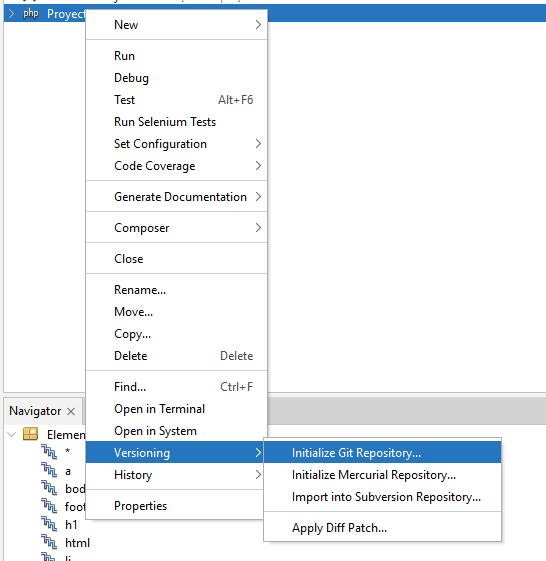 php Proyect
New
Run
Debug
Test Alt+F6
Run Selenium Tests
Set Configuration
Code Coverage
Generate Documentation
Composer
Close
Rename...
Move...
Copy...
Delete Delete
Find... Ctrl+F
Open in Terminal
Open in System
Versioning
History
Properties
Initialize Git Repository...
Initialize Mercurial Repository...
Import into Subversion Repository...
Apply Diff Patch...
Navigator
Elemen
*
a
bod
foot
h1
html
li